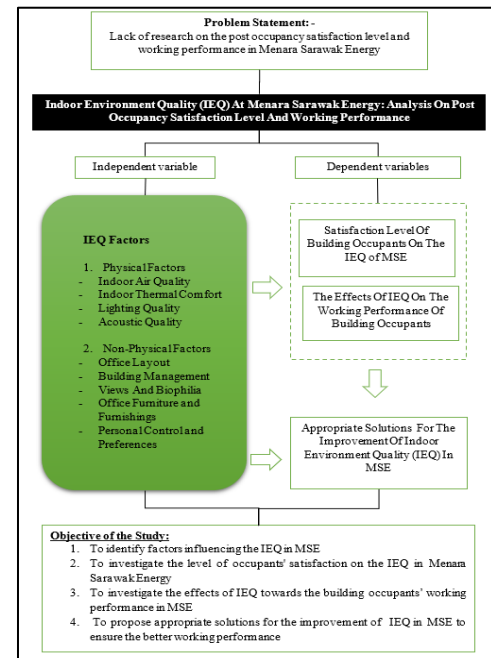 Problem Statement: -
Lack of research on the post occupancy satisfaction level and
working performance in Menara Sarawak Energy
Indoor Environment Quality (IEQ) At Menara Sarawak Energy: Analysis On Post
Occupancy Satisfaction Level And Working Performance
Independent variable
Dependent variables
IEQ Factors
1. Physical Factors
- Indoor Air Quality
- Indoor Thermal Comfort
- Lighting Quality
- Acoustic Quality
2. Non-Physical Factors
- Office Layout
- Building Management
- Views And Biophilia
- Office Furniture and
Furnishings
- Personal Control and
Preferences
Satisfaction Level Of
Building Occupants On The
IEQ of MSE
The Effects Of IEQ On The
Working Performance Of
Building Occupants
Appropriate Solutions For The
Improvement Of Indoor
Environment Quality (IEQ) In
MSE
Objective of the Study:
1. To identify factors influencing the IEQ in MSE
2. To investigate the level of occupants' satisfaction on the IEQ in Menara
Sarawak Energy
3. To investigate the effects of IEQ towards the building occupants' working
performance in MSE
4. To propose appropriate solutions for the improvement of IEQ in MSE to
ensure the better working performance